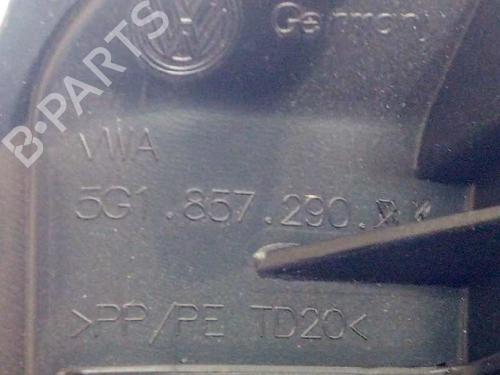 Germany
VWA
5G1.857.290.
>PP/PE TD20<
B-PARTS